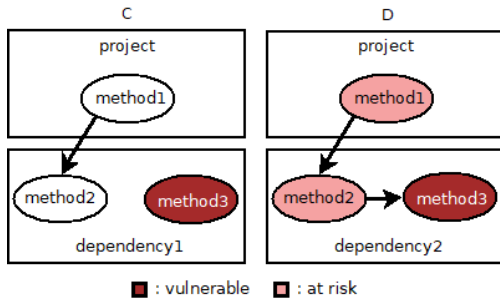 C
project
method1
method2
method3
dependency1
D
project
method1
method2
method3
dependency2
: vulnerable : at risk